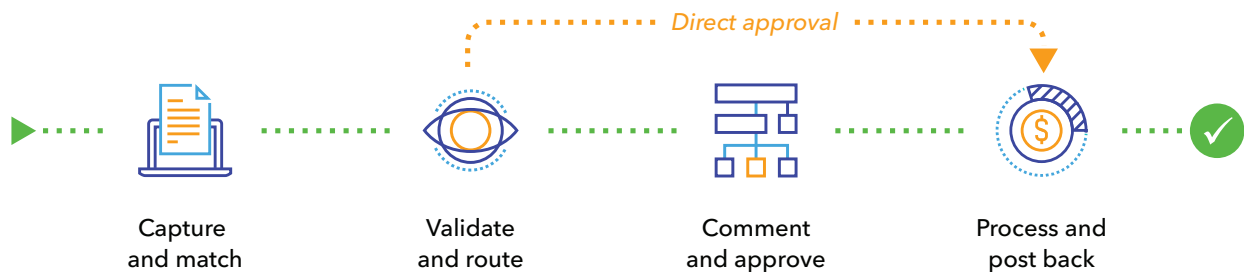 Direct approval
$
Capture
and match
Validate
and route
Comment
and approve
Process and
post back